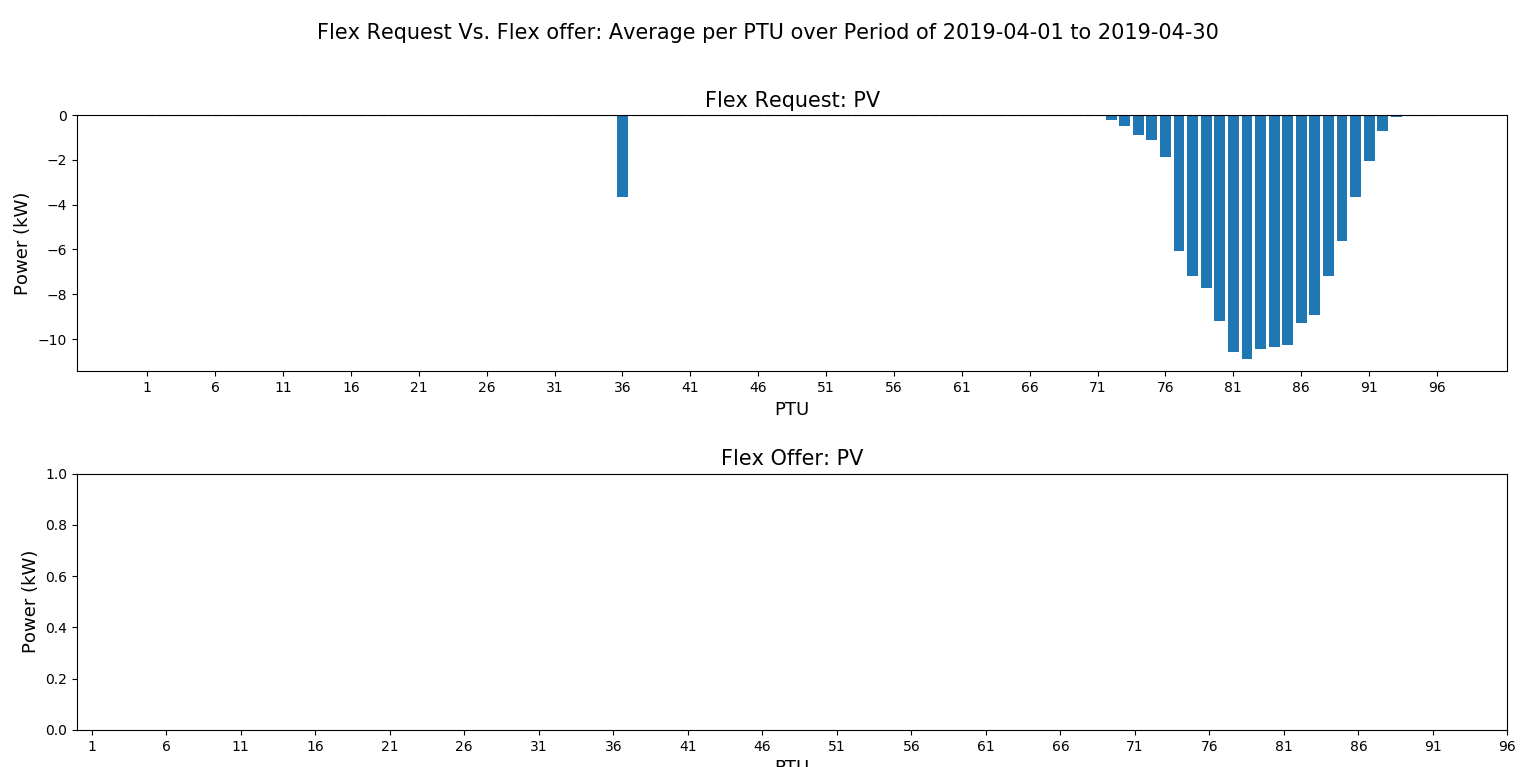 Flex Request Vs. Flex offer: Average per PTU over Period of 2019-04-01 to 2019-04-30
Flex Request: PV
0
−2
−4
−6
−8
−10
Power (kW)
1 6 11 16 21 26 31 36 41 46 51 56 61 66 71 76 81 86 91 96
PTU
Flex Offer: PV
1.0
0.8
0.6
0.4
0.2
0.0
Power (kW)
1 6 11 16 21 26 31 36 41 46 51 56 61 66 71 76 81 86 91 96
PTU